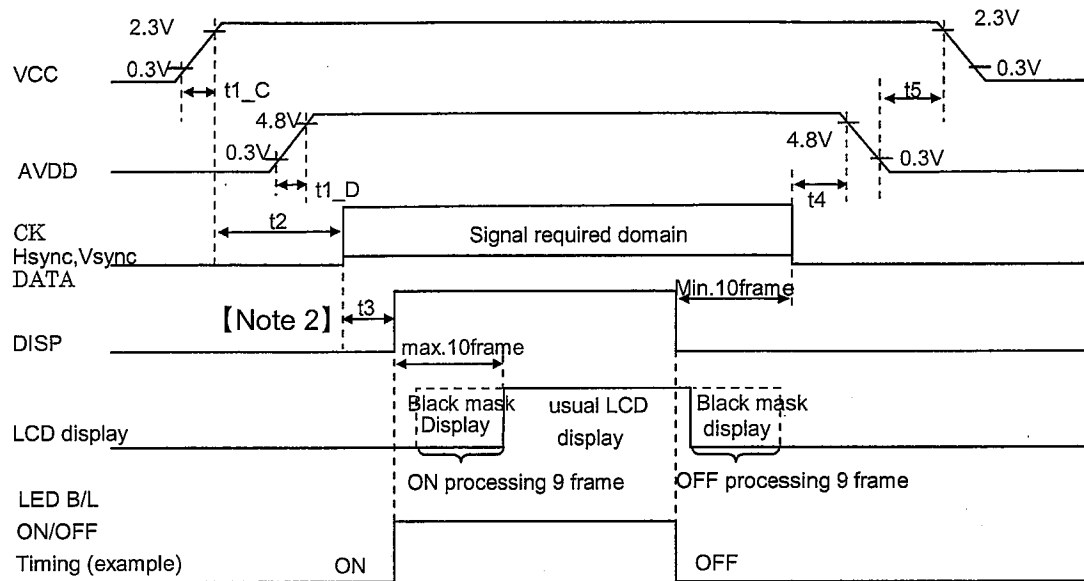 2.3V
2.3V
VCC
0.3V
0.3V
t1_C
t5
4.8V
4.8V
0.3V
0.3V
AVDD
t1_D
t4
t2
CK
Hsync,Vsync
DATA
Signal required domain
Min.10frame
【Note 2】
t3
DISP
max.10frame
Black mask
Display
usual LCD
display
Black mask
display
LCD display
ON processing 9 frame
OFF processing 9 frame
LED B/L
ON/OFF
Timing (example)
ON
OFF